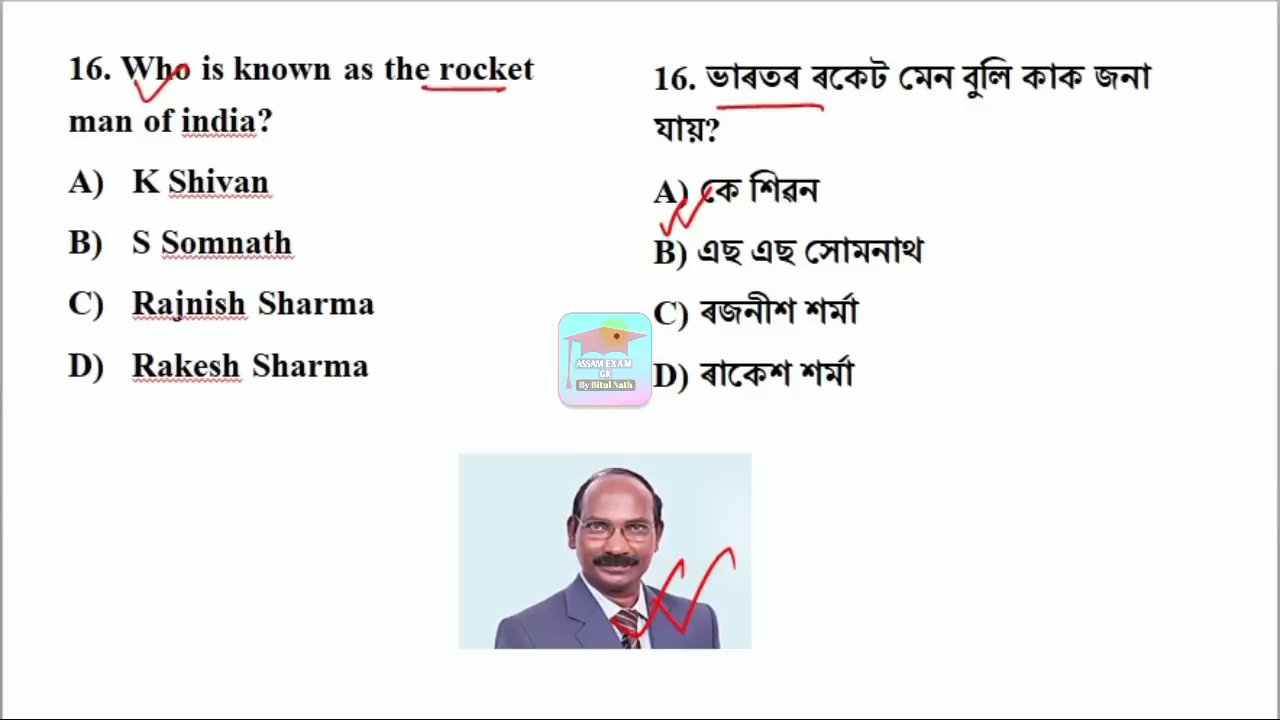 16. Who is known as the rocket
man of india?
A) K Shivan
B) S Somnath
C) Rajnish Sharma
D) Rakesh Sharma
16. ভাৰতৰ ৰকেট মেন বুলি কাক জনা
যায়?
A) কে শিৱন
B) এছ এছ সোমনাথ
C) ৰজনীশ শৰ্মা
D) ৰাকেশ শৰ্মা
ASSAM EXAM
GK
By Bitul Nath